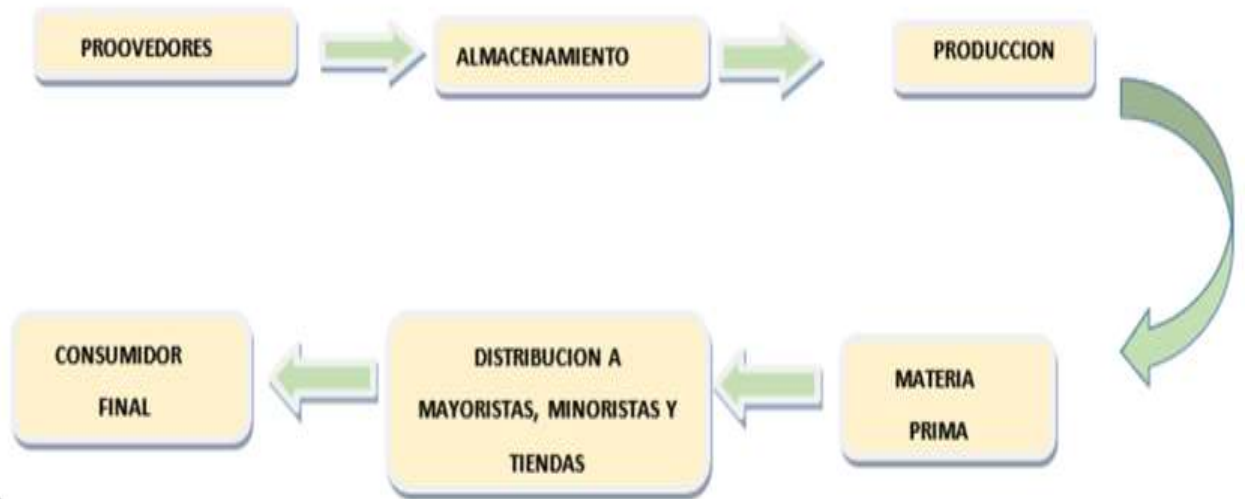 PROOVEDORES
ALMACENAMIENTO
PRODUCCION
MATERIA
PRIMA
DISTRIBUCION A
MAYORISTAS, MINORISTAS Y
TIENDAS
CONSUMIDOR
FINAL